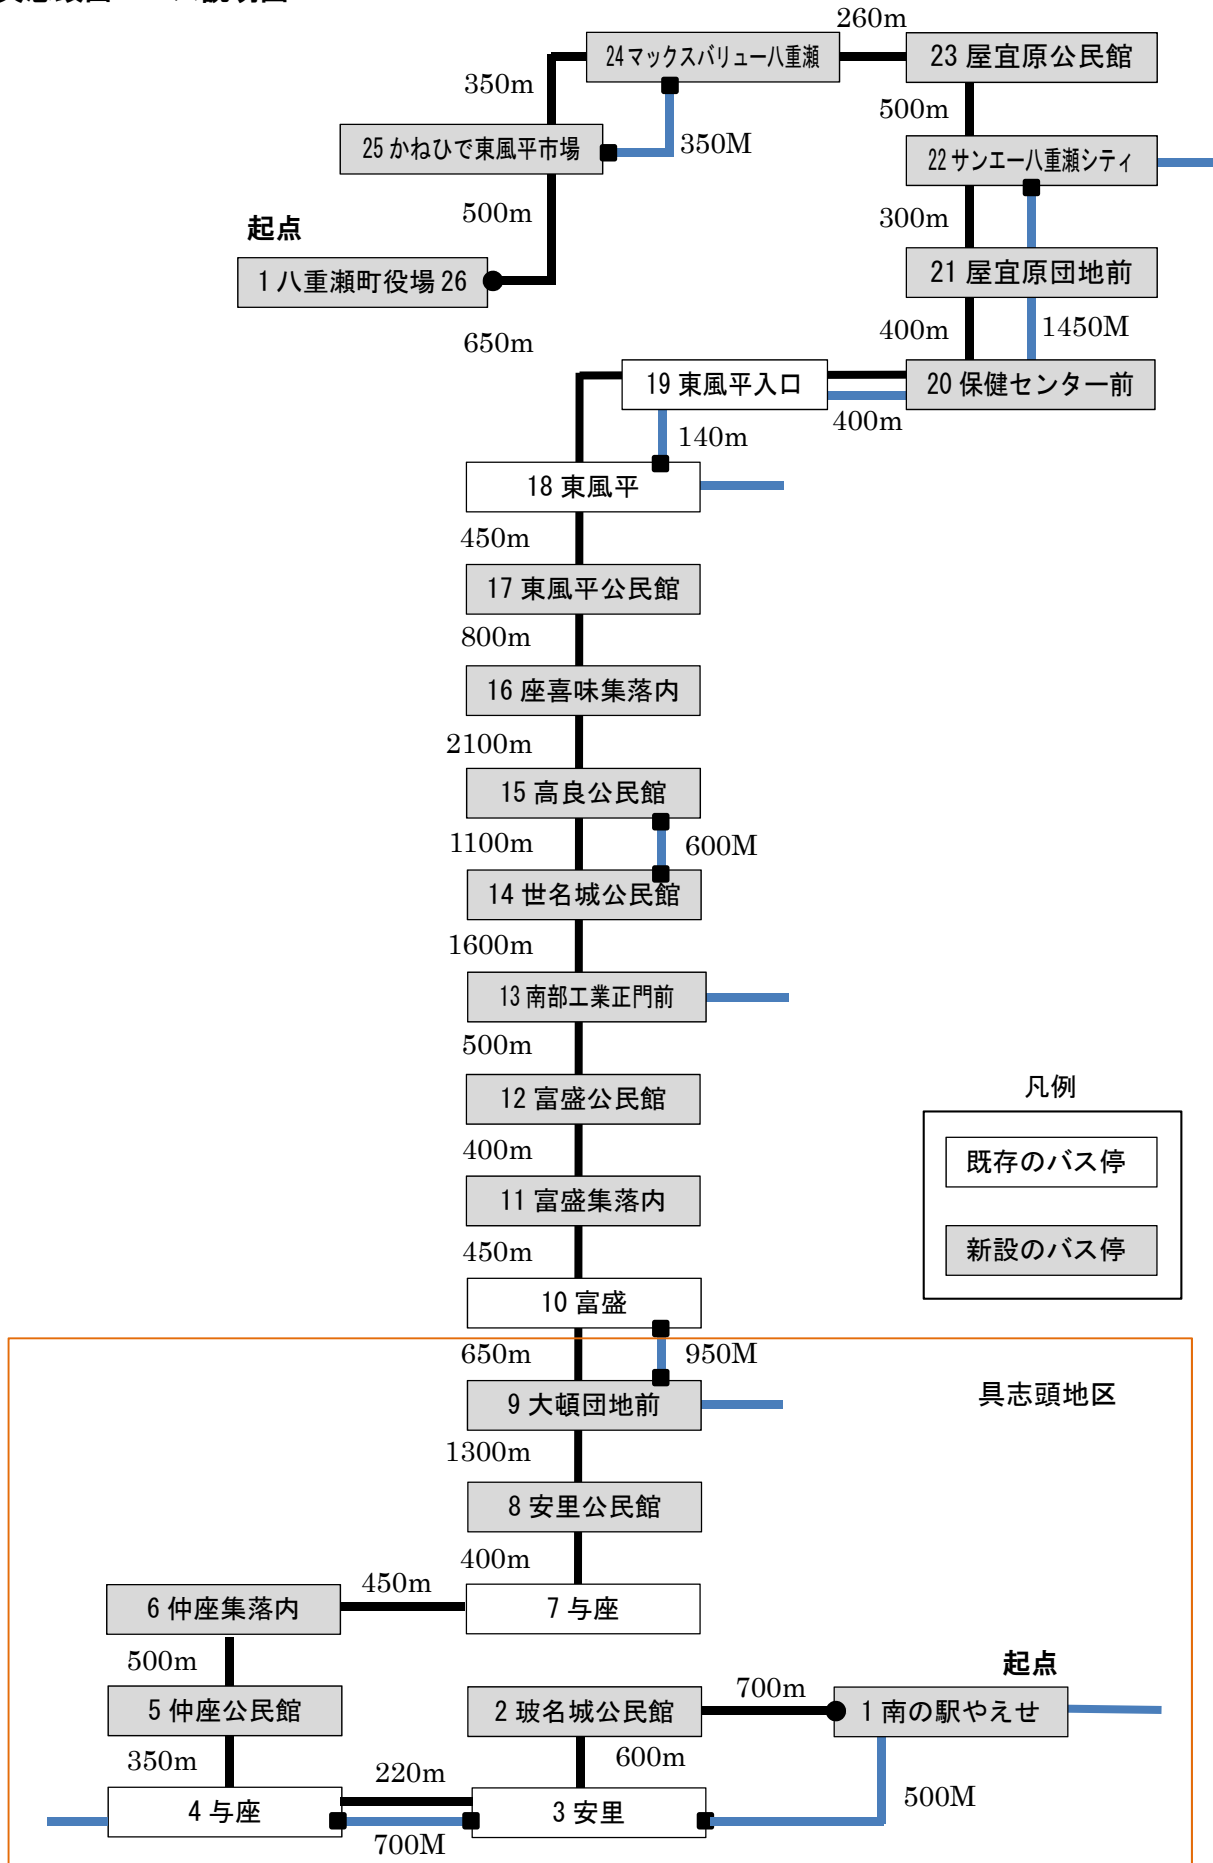 260m
24マックスバリュー八重瀬
23 屋宜原公民館
350m
500m
25 かねひで東風平市場
350M
22 サンエー八重瀬シティ
500m
300m
起点
1 八重瀬町役場 26
21 屋宜原団地前
650m
400m
1450M
19 東風平入口
20 保健センター前
400m
140m
18 東風平
450m
17 東風平公民館
800m
16 座喜味集落内
2100m
15 高良公民館
1100m
600M
14 世名城公民館
1600m
13 南部工業正門前
500m
12 富盛公民館
凡例
400m
既存のバス停
11 富盛集落内
新設のバス停
450m
10 富盛
650m
950M
9 大頓団地前
具志頭地区
1300m
8 安里公民館
400m
450m
6 仲座集落内
7 与座
500m
起点
700m
5 仲座公民館
2 玻名城公民館
1 南の駅やえせ
350m
220m
600m
500M
4 与座
3 安里
700M